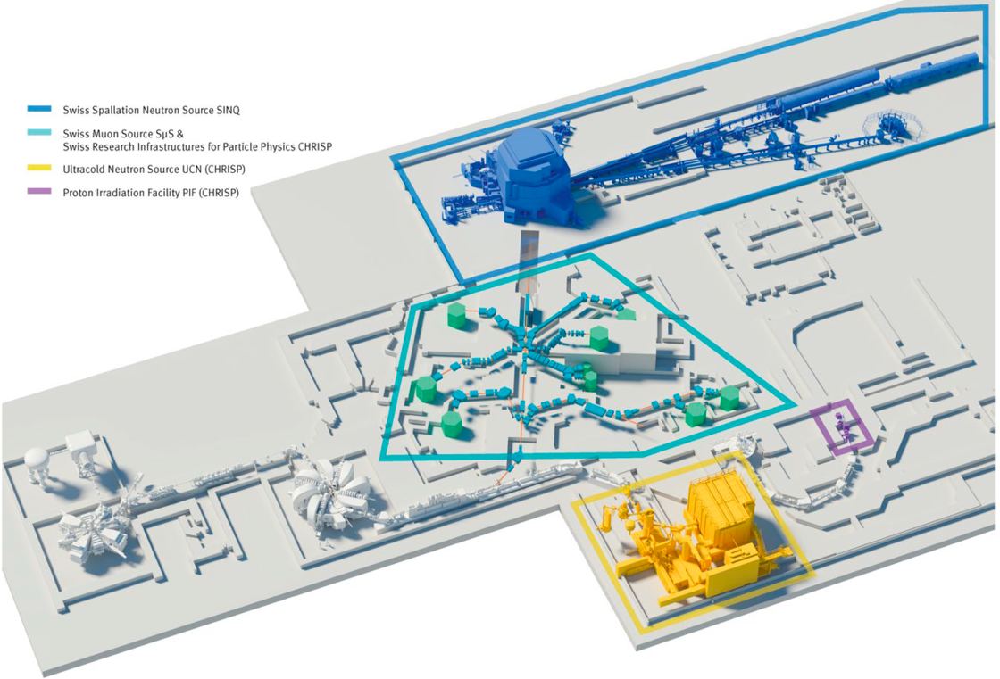 Swiss Spallation Neutron Source SINQ
Swiss Muon Source SμS &
Swiss Research Infrastructures for Particle Physics CHRISP
Ultracold Neutron Source UCN (CHRISP)
Proton Irradiation Facility PIF (CHRISP)